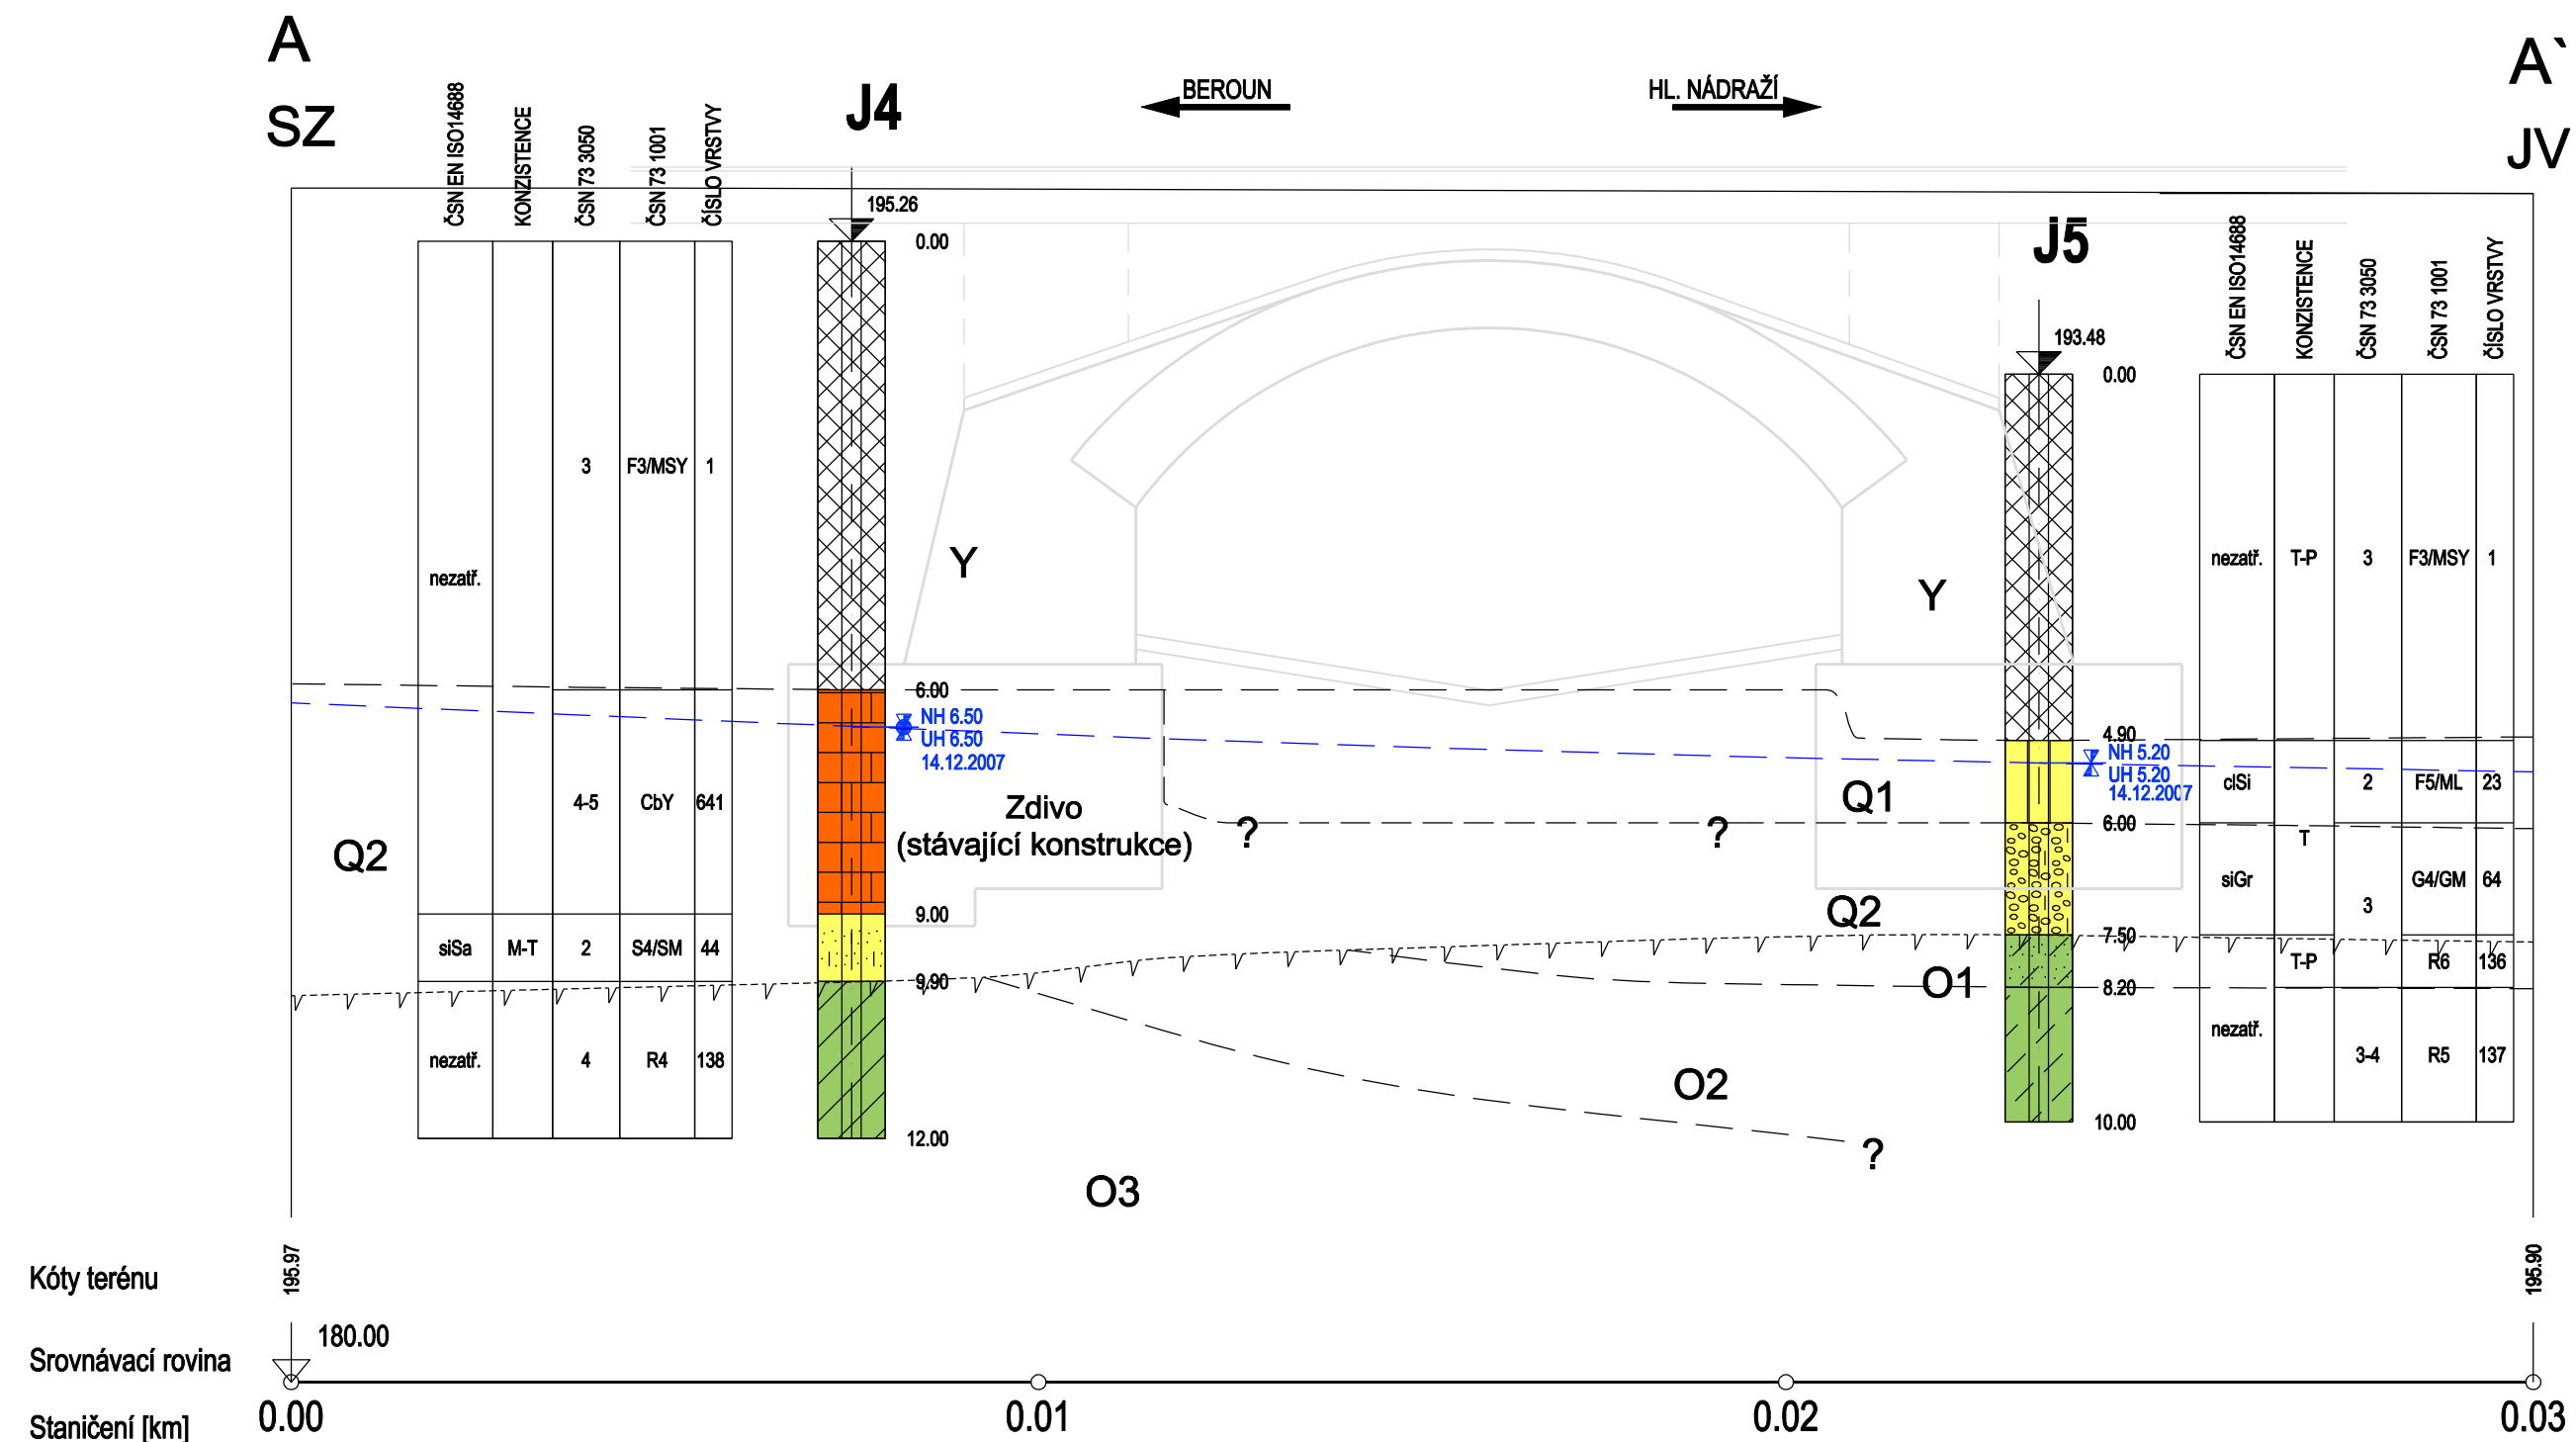 A
A`
SZ
JV
BEROUN
HL. NÁDRAŽÍ
J4
J5
ČSN EN ISO14688
KONZISTENCE
ČSN 73 3050
ČSN 73 1001
ČÍSLO VRSTVY
195.26
0.00
nezatř.
3
F3/MSY
1
6.00
NH 6.50
UH 6.50
14.12.2007
4-5
CbY
641
9.00
siSa
M-T
2
S4/SM
44
9.90
nezatř.
4
R4
138
12.00
Y
Y
Zdivo
(stávající konstrukce)
?
?
Q2
Q1
Q2
O1
O2
?
O3
ČSN EN ISO14688
KONZISTENCE
ČSN 73 3050
ČSN 73 1001
ČÍSLO VRSTVY
193.48
0.00
nezatř.
T-P
3
F3/MSY
1
4.90
NH 5.20
UH 5.20
14.12.2007
clSi
2
F5/ML
23
6.00
T
siGr
3
G4/GM
64
7.50
T-P
R6
136
8.20
nezatř.
3-4
R5
137
10.00
Kóty terénu
195.97
195.90
180.00
Srovnávací rovina
Staničení [km]
0.00
0.01
0.02
0.03